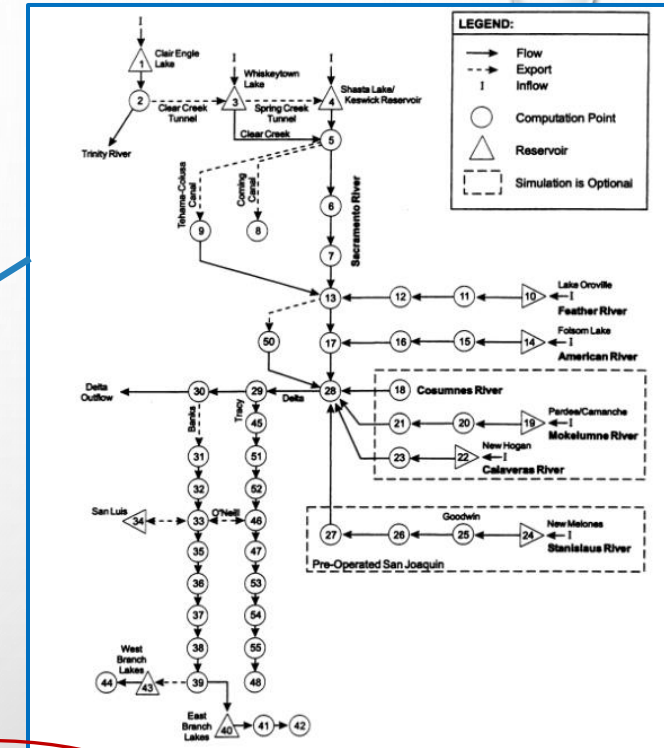 LEGEND:
Flow
Export
I Inflow
Computation Point
Reservoir
Simulation is Optional
I
Clair Engle
Lake
1
2
Clear Creek
Tunnel
Trinity River
I
Whiskeytown
Lake
3
Spring Creek
Tunnel
Clear Creek
I
Shasta Lake/
Keswick Reservoir
4
5
Tehama-Colusa
Canal
Corning
Canal
9
8
6
Sacramento River
7
13
12
11
10
Lake Oroville
I
Feather River
50
17
16
15
14
Folsom Lake
I
American River
Delta
Outflow
30
29
Delta
28
18
Cosumnes River
21
20
19
Pardee/Camanche
I
Mokelumne River
23
22
New Hogan
I
Calaveras River
27
26
Goodwin
25
24
New Melones
I
Stanislaus River
Pre-Operated San Joaquin
Banks
Tracy
45
31
51
32
52
San Luis
34
33
O'Neill
46
35
47
36
53
37
54
38
55
West
Branch
Lakes
44
43
39
48
East
Branch
Lakes
40
41
42